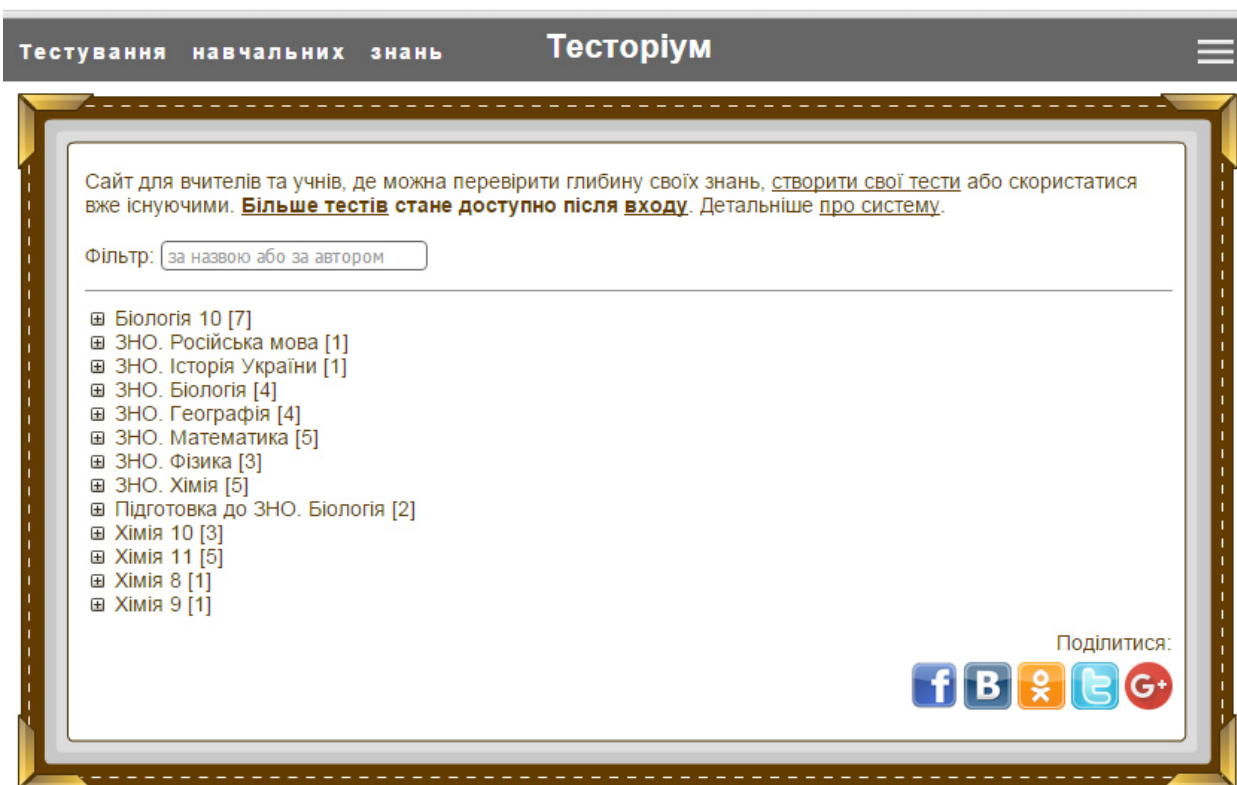 Тестування навчальних знань
Тесторіум
Сайт для вчителів та учнів, де можна перевірити глибину своїх знань, створити свої тести або скористатися
вже існуючими. Більше тестів стане доступно після входу. Детальніше про систему.
Фільтр: за назвою або за автором
Біологія 10 [7]
ЗНО. Російська мова [1]
ЗНО. Історія України [1]
ЗНО. Біологія [4]
ЗНО. Географія [4]
ЗНО. Математика [5]
ЗНО. Фізика [3]
ЗНО. Хімія [5]
Підготовка до ЗНО. Біологія [2]
Хімія 10 [3]
Хімія 11 [5]
Хімія 8 [1]
Хімія 9 [1]
Поділитися:
f В t G+